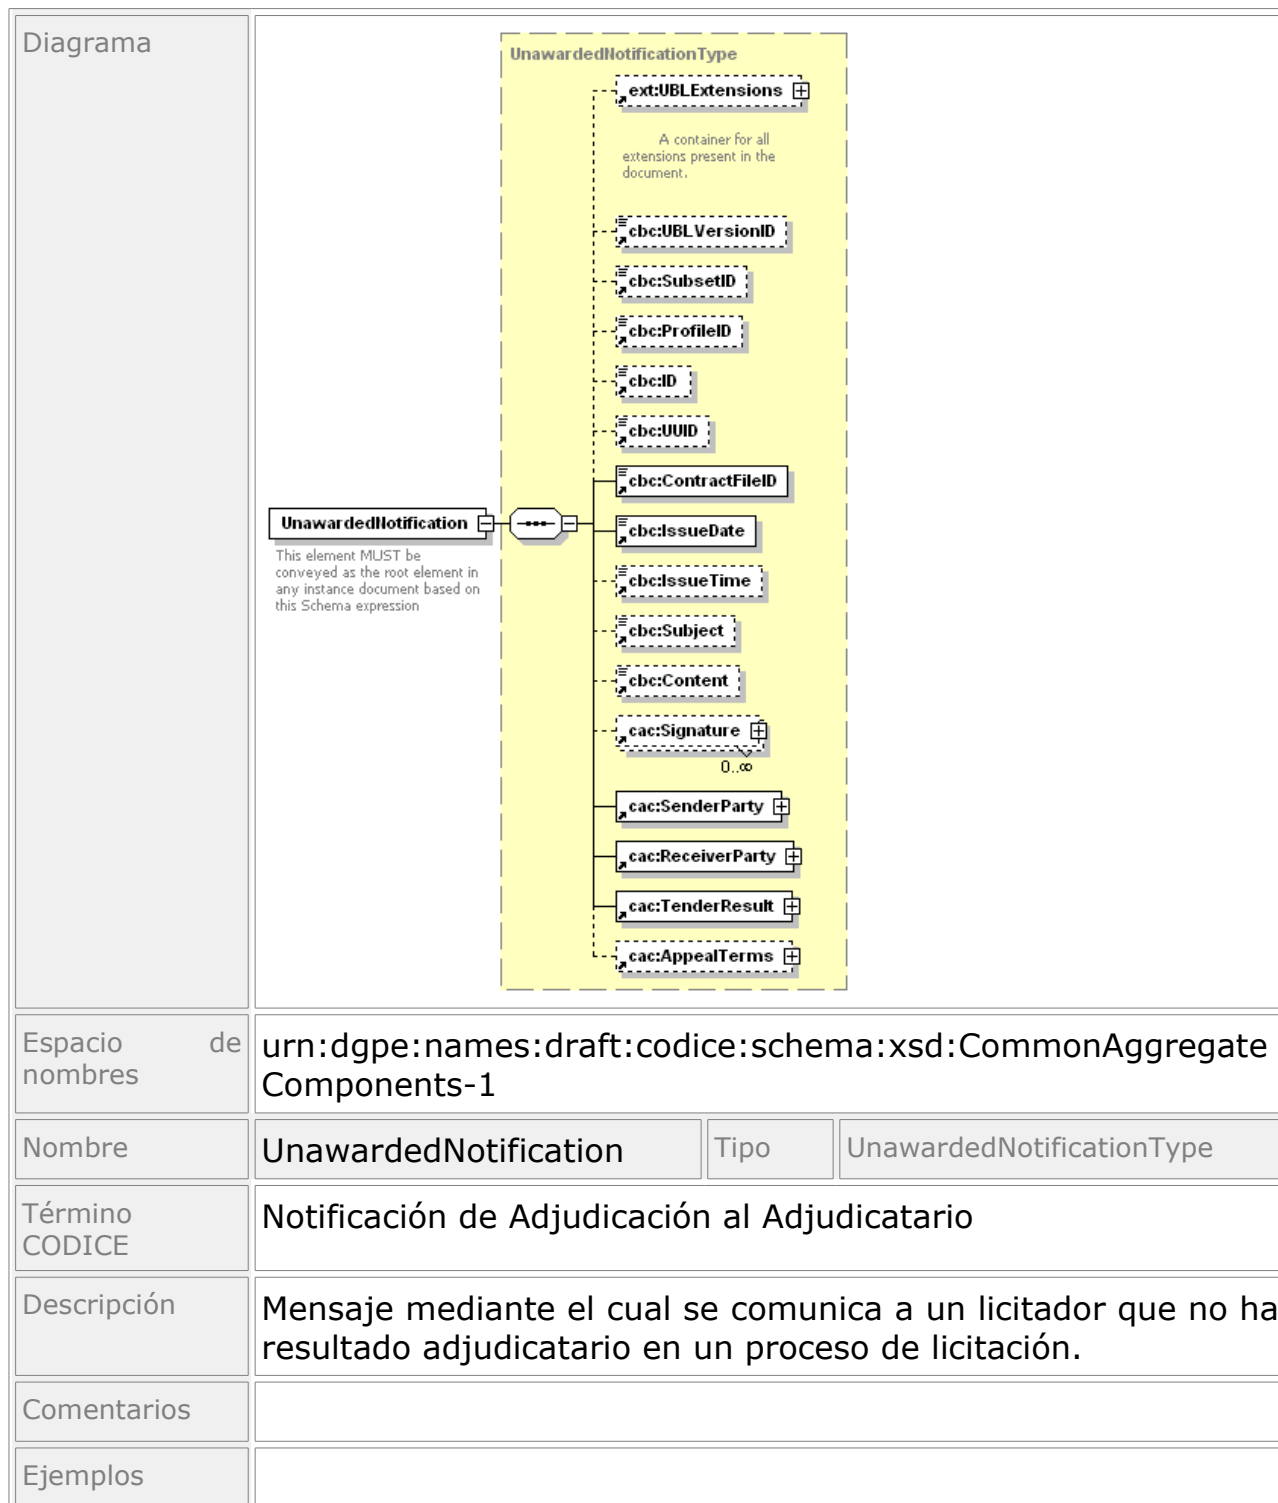 Diagrama
UnawardedNotificationType
ext:UBLExtensions
A container for all
extensions present in the
document.
cbc:UBLVersionID
cbc:SubsetID
cbc:ProfileID
cbc:ID
cbc:UUID
cbc:ContractFileID
UnawardedNotification
cbc:IssueDate
This element MUST be
conveyed as the root element in
any instance document based on
this Schema expression
cbc:IssueTime
cbc:Subject
cbc:Content
cac:Signature
0..∞
cac:SenderParty
cac:ReceiverParty
cac:TenderResult
cac:AppealTerms
Espacio de
nombres
urn:dgpe:names:draft:codice:schema:xsd:CommonAggregate
Components-1
Nombre UnawardedNotification Tipo UnawardedNotificationType
Término
CODICE
Notificación de Adjudicación al Adjudicatario
Descripción
Mensaje mediante el cual se comunica a un licitador que no ha
resultado adjudicatario en un proceso de licitación.
Comentarios
Ejemplos